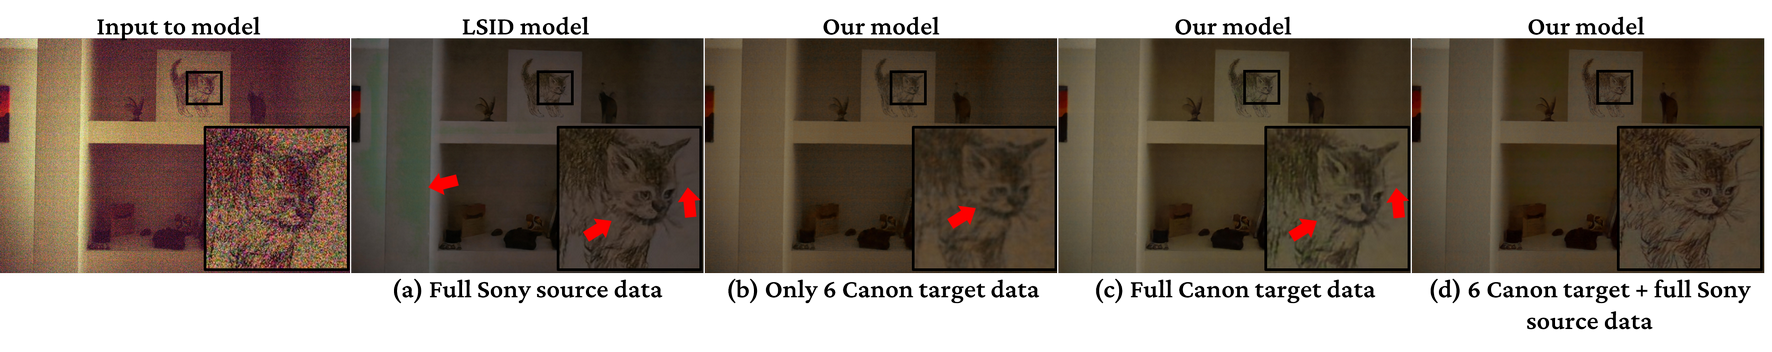 Input to model
LSID model
Our model
Our model
Our model
(a) Full Sony source data
(b) Only 6 Canon target data
(c) Full Canon target data
(d) 6 Canon target + full Sony
source data